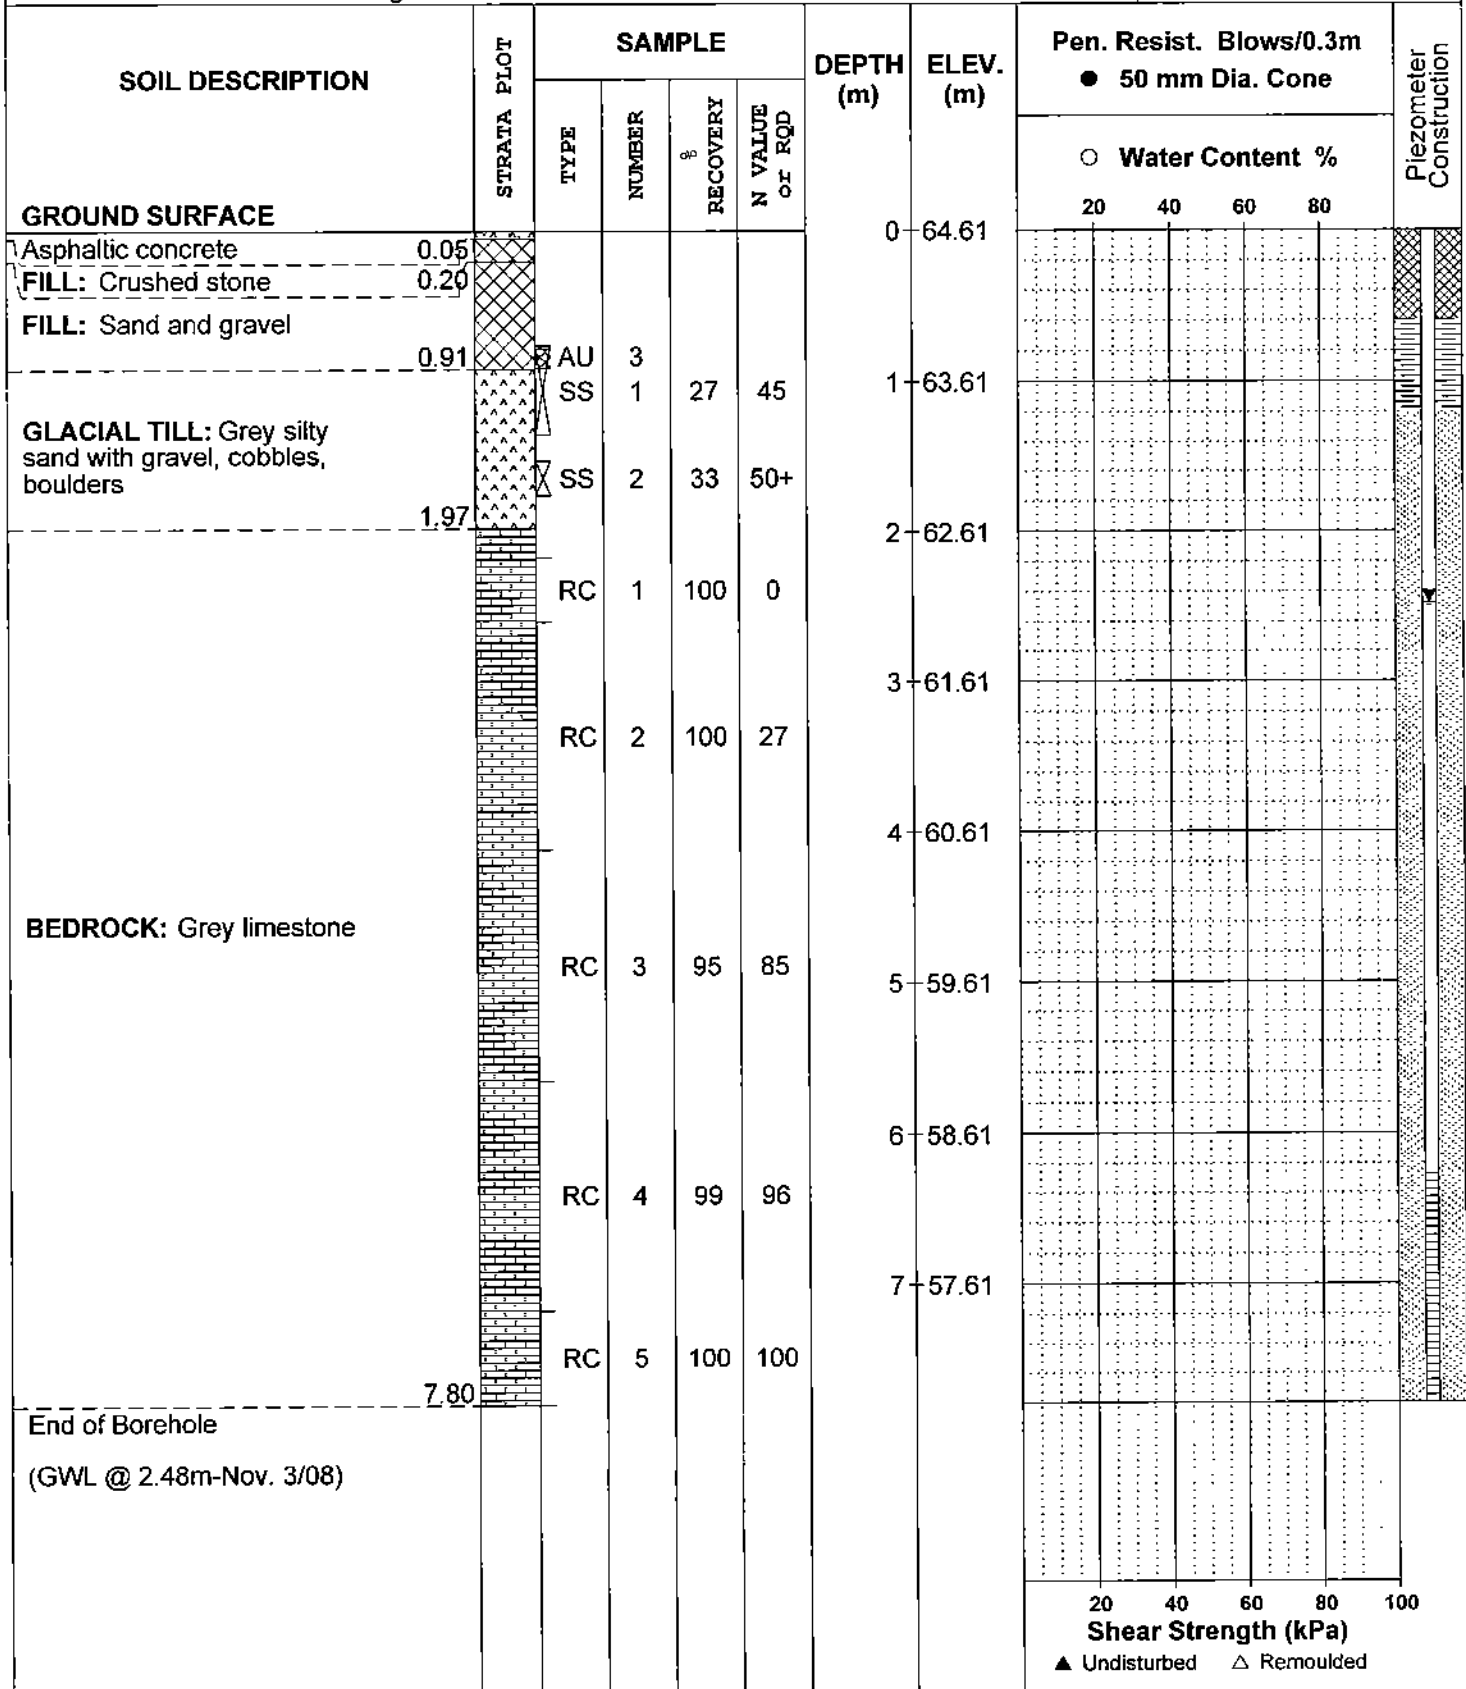 SOIL DESCRIPTION
STRATA PLOT
SAMPLE
TYPE
NUMBER
%
RECOVERY
N VALUE
or RQD
DEPTH
(m)
ELEV.
(m)
Pen. Resist. Blows/0.3m
● 50 mm Dia. Cone
○ Water Content %
Piezometer
Construction
20 40 60 80
GROUND SURFACE
0 64.61
Asphaltic concrete 0.05
FILL: Crushed stone 0.20
FILL: Sand and gravel
0.91
AU 3
SS 1 27 45
1 63.61
GLACIAL TILL: Grey silty
sand with gravel, cobbles,
boulders
SS 2 33 50+
1.97
2 62.61
RC 1 100 0
3 61.61
RC 2 100 27
4 60.61
BEDROCK: Grey limestone
RC 3 95 85
5 59.61
6 58.61
RC 4 99 96
7 57.61
RC 5 100 100
7.80
End of Borehole
(GWL @ 2.48m-Nov. 3/08)
20 40 60 80 100
Shear Strength (kPa)
▲ Undisturbed △ Remoulded